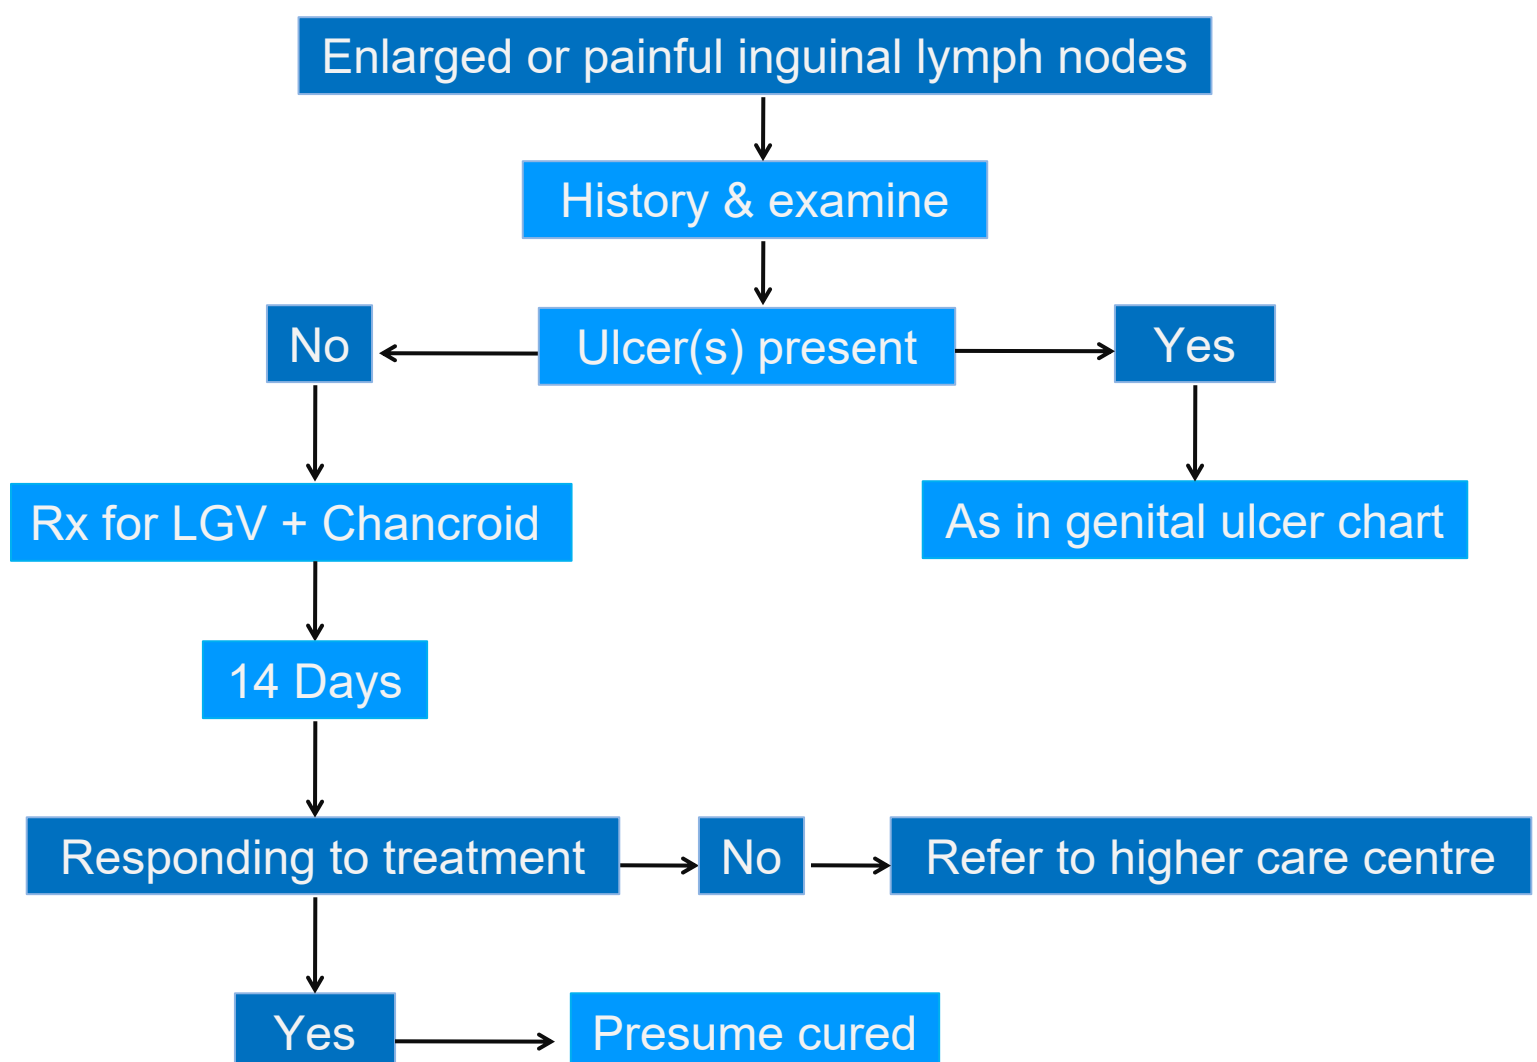 Enlarged or painful inguinal lymph nodes
History & examine
No
Ulcer(s) present
Yes
Rx for LGV + Chancroid
As in genital ulcer chart
14 Days
Responding to treatment
No
Refer to higher care centre
Yes
Presume cured